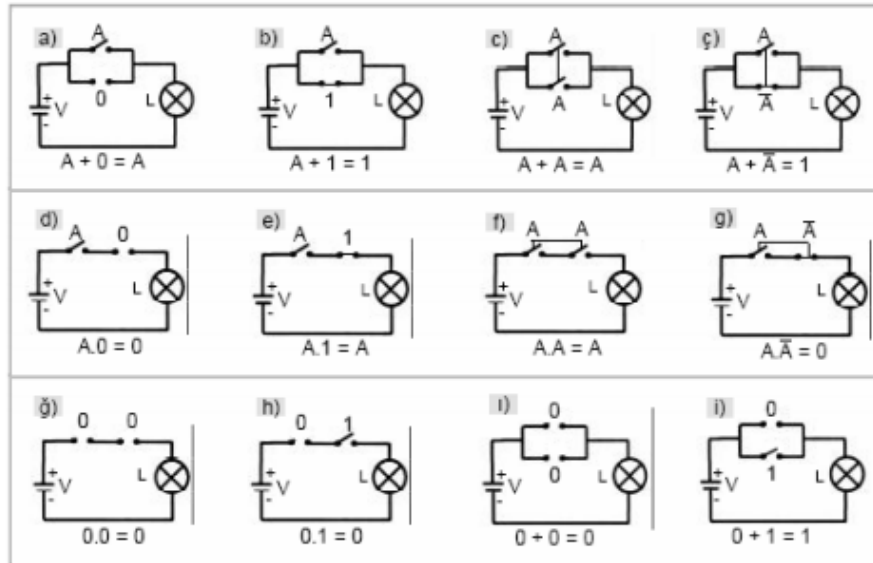 a) b) c) ç)
A A A A
0 1 A A̅
+ V - L + V - L + V - L + V - L
A + 0 = A A + 1 = 1 A + A = A A + A̅ = 1
d) e) f) g)
A 0 A 1 A A A A̅
+ V - L + V - L + V - L + V - L
A.0 = 0 A.1 = A A.A = A A.A̅ = 0
ğ) h) ı) i)
0 0 0 1 0 0
0 1
+ V - L + V - L + V - L + V - L
0.0 = 0 0.1 = 0 0 + 0 = 0 0 + 1 = 1